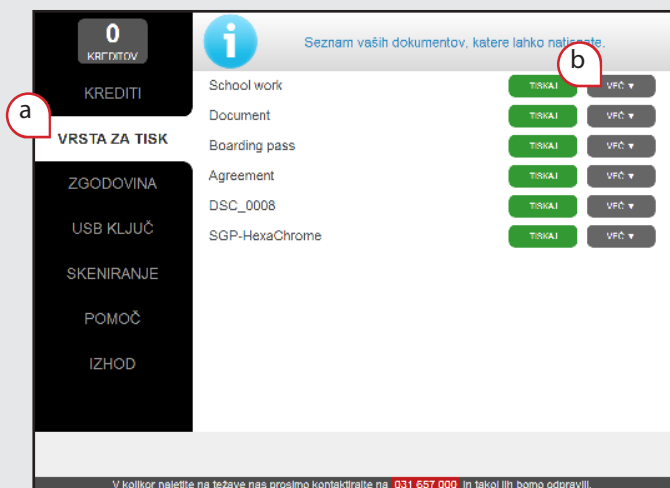 0
KREDITOV
KREDITI
VRSTA ZA TISK
ZGODOVINA
USB KLJUČ
SKENIRANJE
POMOČ
IZHOD
a
i
Seznam vaših dokumentov, katere lahko natisnete.
b
School work TISKAJ VEČ ▼
Document TISKAJ VEČ ▼
Boarding pass TISKAJ VEČ ▼
Agreement TISKAJ VEČ ▼
DSC_0008 TISKAJ VEČ ▼
SGP-HexaChrome TISKAJ VEČ ▼
V kolikor naletite na težave nas prosimo kontaktirajte na 031 657 000 in takoj jih bomo odpravili.